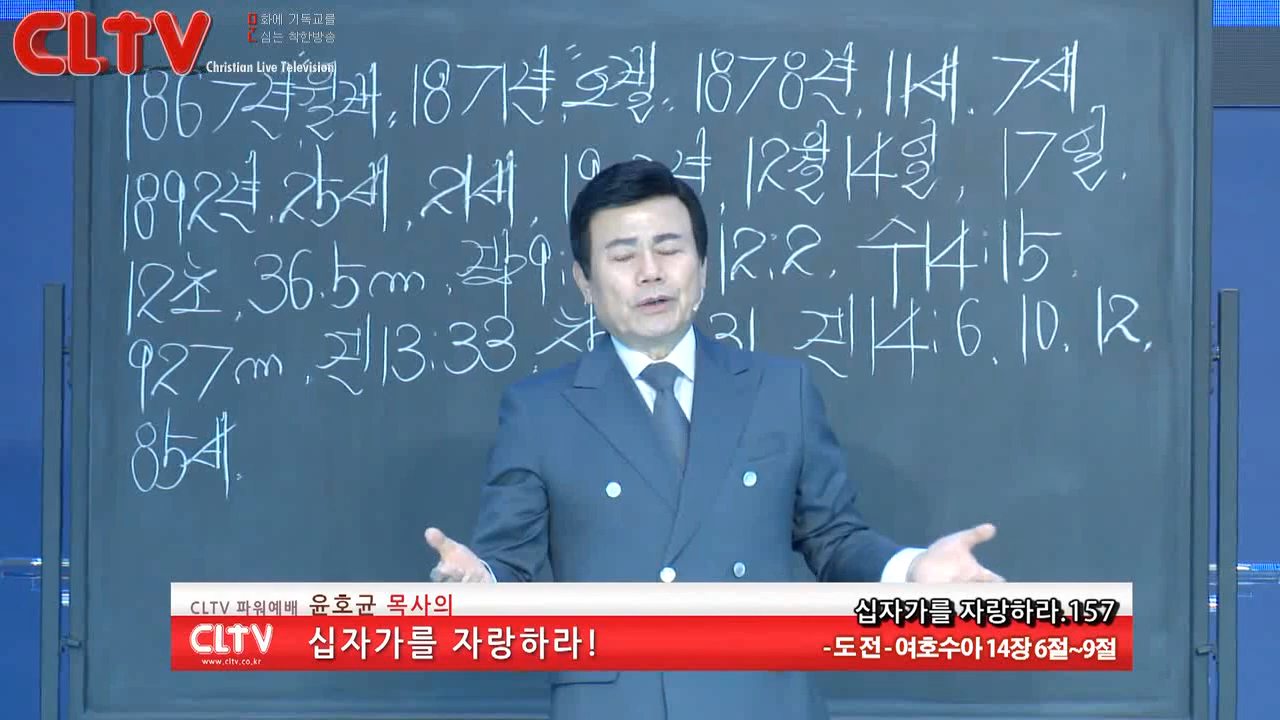 CLTV
화에 기독교를
심는 착한방송
Christian Live Television
1867년 월 1871년 1878년, 11세, 7세,
1892년, 25세, 21세, 12월 14일, 17일.
12초, 36.5m, 잠9: 12:2. 수14:15.
927m, 민13:33, 31, 민14:6, 10, 12,
85세,
CLTV 파워예배 윤호균 목사의
십자가를 자랑하라.157
CLTV
www.cltv.co.kr
십자가를 자랑하라!
- 도 전 - 여호수아 14장 6절~9절